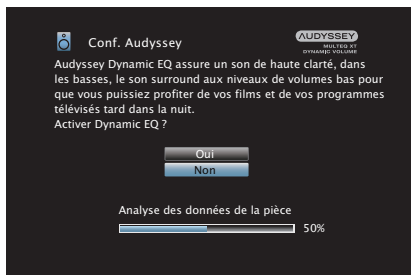 Conf. Audyssey
AUDYSSEY
MULTEQ XT
DYNAMIC VOLUME
Audyssey Dynamic EQ assure un son de haute clarté, dans
les basses, le son surround aux niveaux de volumes bas pour
que vous puissiez profiter de vos films et de vos programmes
télévisés tard dans la nuit.
Activer Dynamic EQ ?
Oui
Non
Analyse des données de la pièce
50%